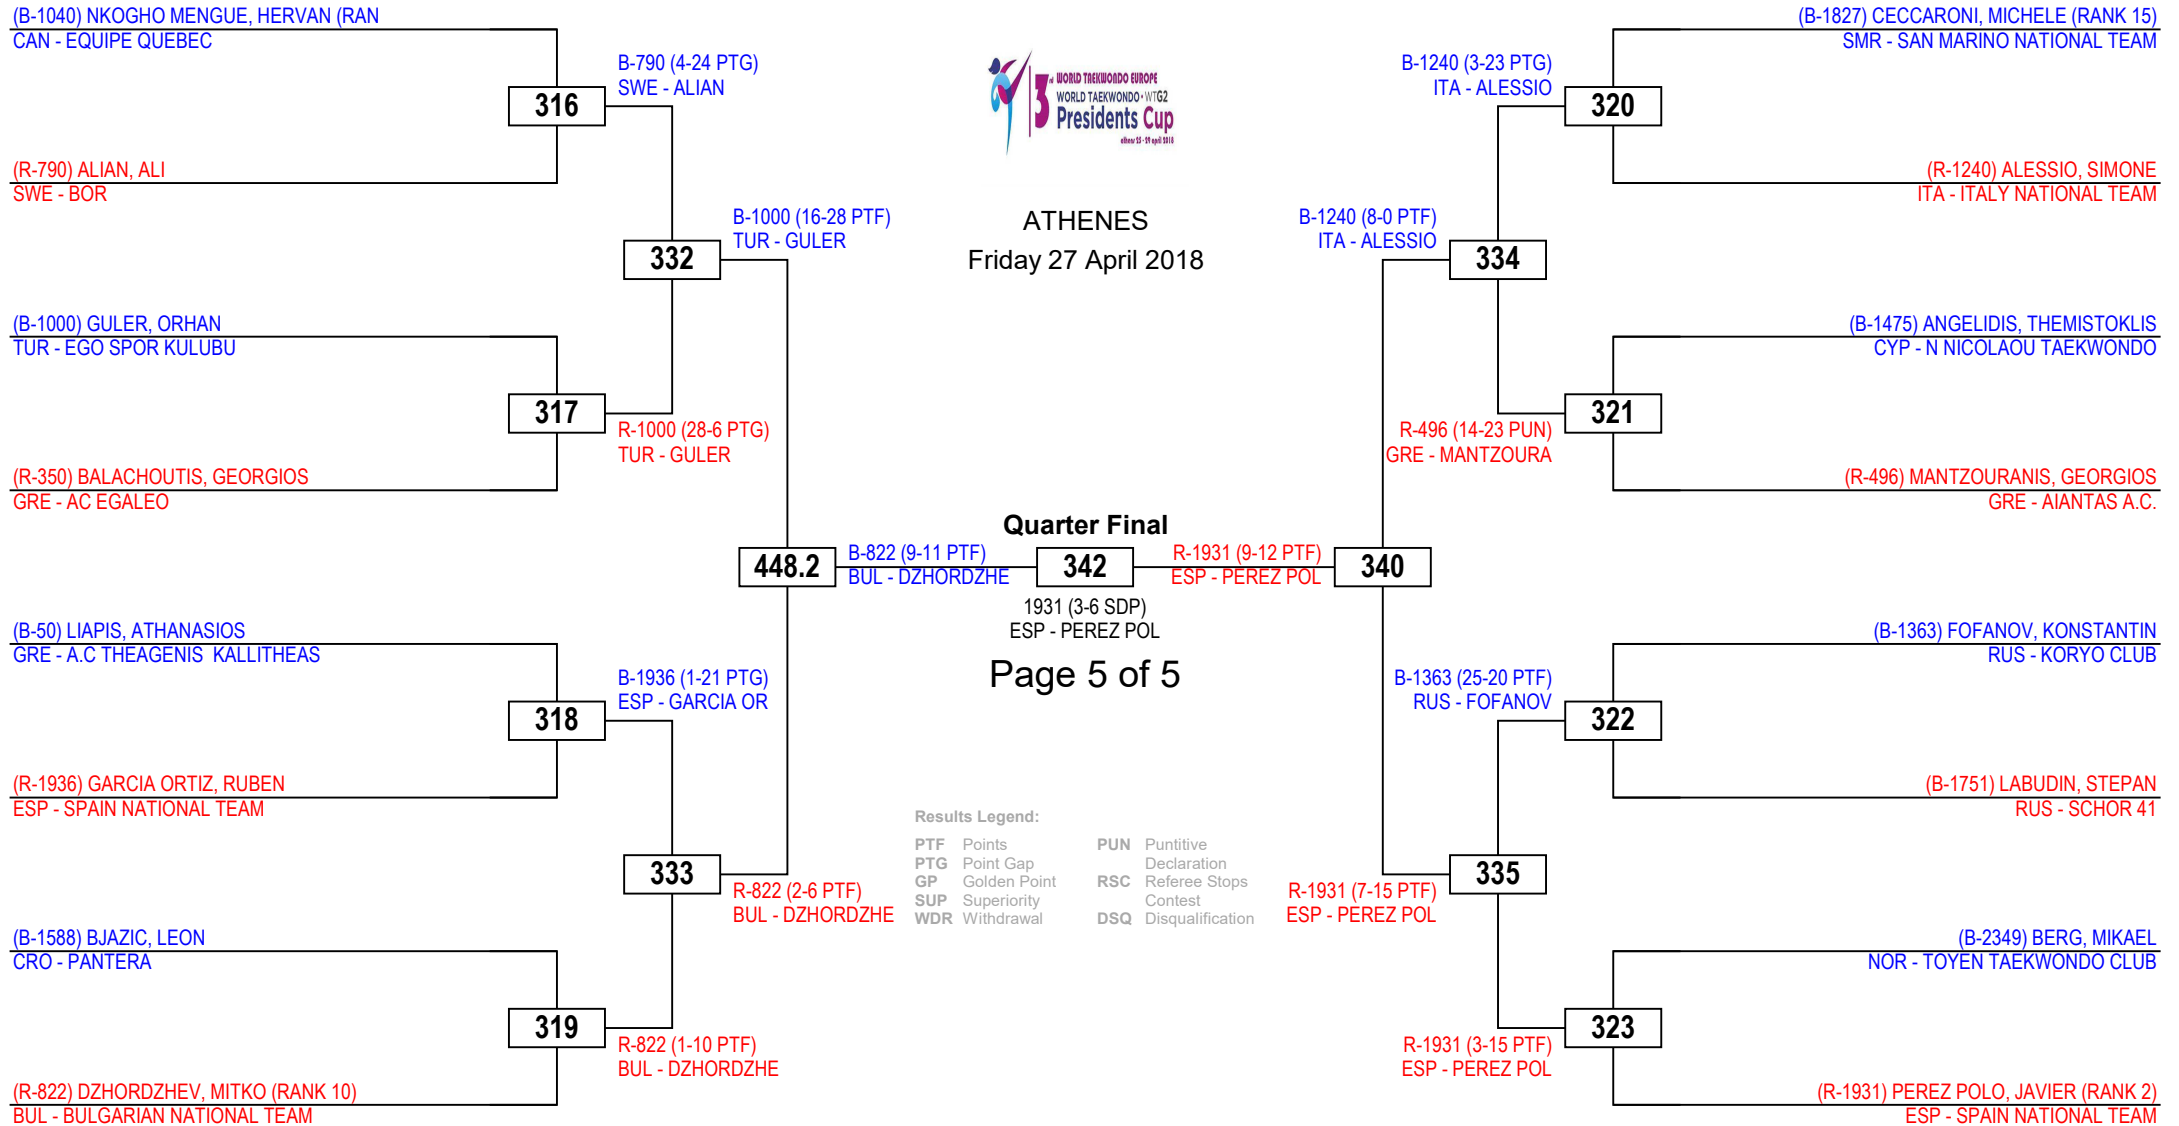 (B-1040) NKOGHO MENGUE, HERVAN (RAN
CAN - EQUIPE QUEBEC
316
B-790 (4-24 PTG)
SWE - ALIAN
(R-790) ALIAN, ALI
SWE - BOR
332
B-1000 (16-28 PTF)
TUR - GULER
(B-1000) GULER, ORHAN
TUR - EGO SPOR KULUBU
317
R-1000 (28-6 PTG)
TUR - GULER
(R-350) BALACHOUTIS, GEORGIOS
GRE - AC EGALEO
448.2
B-822 (9-11 PTF)
BUL - DZHORDZHE
(B-50) LIAPIS, ATHANASIOS
GRE - A.C THEAGENIS  KALLITHEAS
318
B-1936 (1-21 PTG)
ESP - GARCIA OR
(R-1936) GARCIA ORTIZ, RUBEN
ESP - SPAIN NATIONAL TEAM
333
R-822 (2-6 PTF)
BUL - DZHORDZHE
(B-1588) BJAZIC, LEON
CRO - PANTERA
319
R-822 (1-10 PTF)
BUL - DZHORDZHE
(R-822) DZHORDZHEV, MITKO (RANK 10)
BUL - BULGARIAN NATIONAL TEAM
3rd WORLD TAEKWONDO EUROPE
WORLD TAEKWONDO • WTG2
Presidents Cup
athens 25 - 29 april 2018
ATHENES
Friday 27 April 2018
Quarter Final
342
1931 (3-6 SDP)
ESP - PEREZ POL
Page 5 of 5
Results Legend:
PTF Points
PTG Point Gap
GP Golden Point
SUP Superiority
WDR Withdrawal
PUN Puntitive
Declaration
RSC Referee Stops
Contest
DSQ Disqualification
(B-1827) CECCARONI, MICHELE (RANK 15)
SMR - SAN MARINO NATIONAL TEAM
B-1240 (3-23 PTG)
ITA - ALESSIO
320
(R-1240) ALESSIO, SIMONE
ITA - ITALY NATIONAL TEAM
B-1240 (8-0 PTF)
ITA - ALESSIO
334
(B-1475) ANGELIDIS, THEMISTOKLIS
CYP - N NICOLAOU TAEKWONDO
321
R-496 (14-23 PUN)
GRE - MANTZOURA
(R-496) MANTZOURANIS, GEORGIOS
GRE - AIANTAS A.C.
R-1931 (9-12 PTF)
ESP - PEREZ POL
340
(B-1363) FOFANOV, KONSTANTIN
RUS - KORYO CLUB
B-1363 (25-20 PTF)
RUS - FOFANOV
322
(B-1751) LABUDIN, STEPAN
RUS - SCHOR 41
335
R-1931 (7-15 PTF)
ESP - PEREZ POL
(B-2349) BERG, MIKAEL
NOR - TOYEN TAEKWONDO CLUB
323
R-1931 (3-15 PTF)
ESP - PEREZ POL
(R-1931) PEREZ POLO, JAVIER (RANK 2)
ESP - SPAIN NATIONAL TEAM